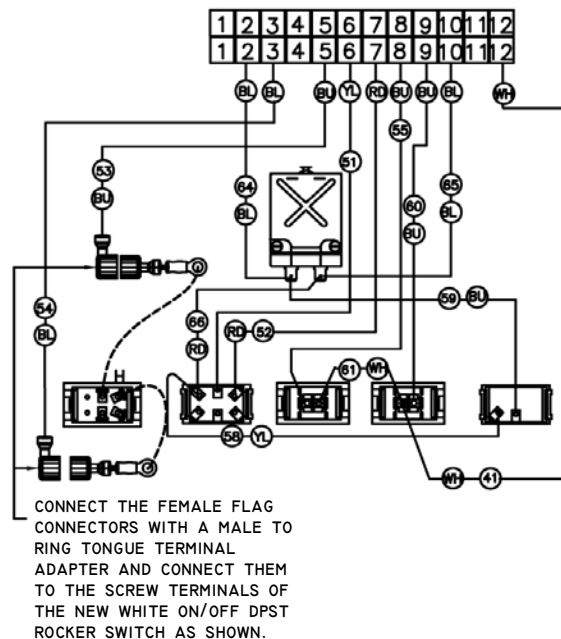 1 2 3 4 5 6 7 8 9 10 11 12
1 2 3 4 5 6 7 8 9 10 11 12
BL BL BU YL RD BU BU BL WH
55
51
53
64 65
BU 60
BL BL
BU
59 BU
54 66
BL RD RD 52
61 WH
H
58 YL
WH 41
CONNECT THE FEMALE FLAG
CONNECTORS WITH A MALE TO
RING TONGUE TERMINAL
ADAPTER AND CONNECT THEM
TO THE SCREW TERMINALS OF
THE NEW WHITE ON/OFF DPST
ROCKER SWITCH AS SHOWN.